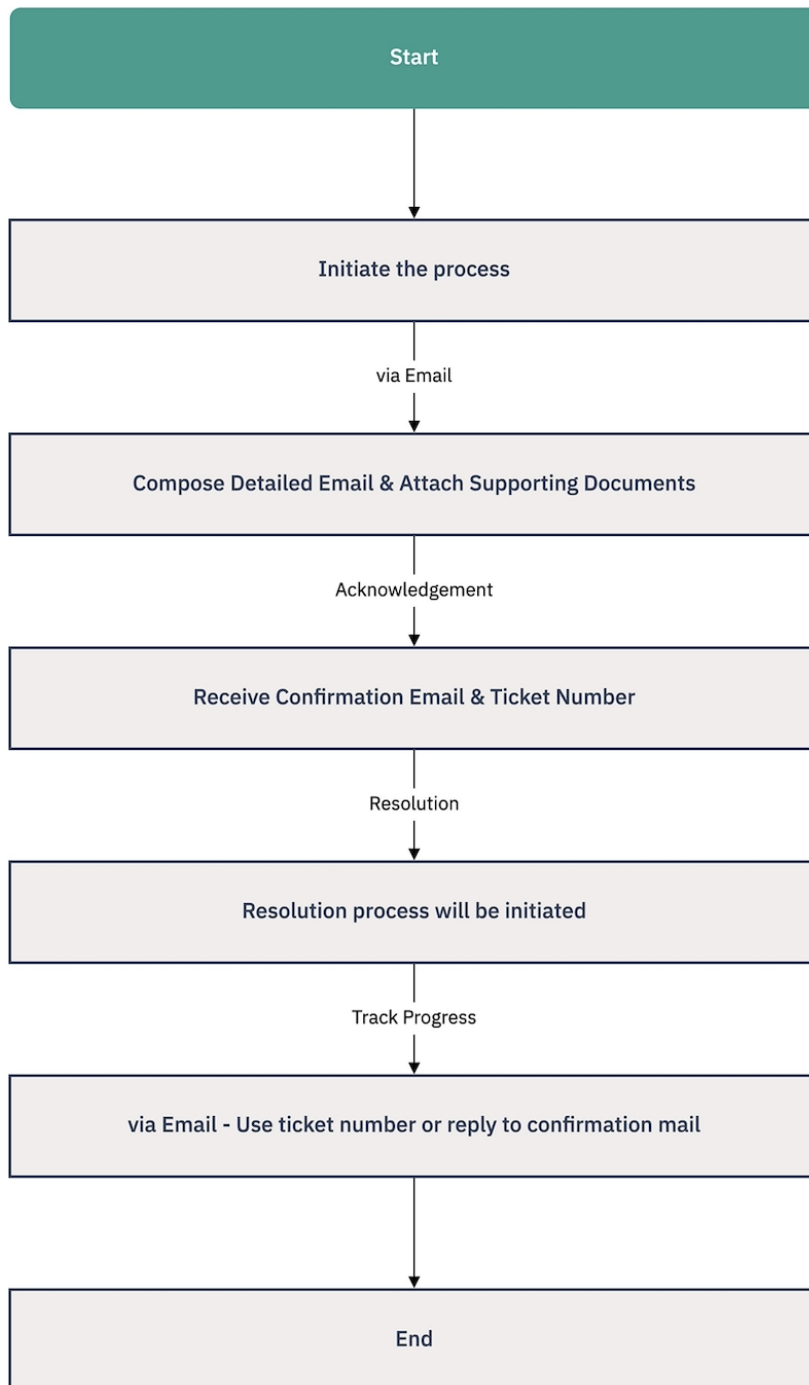 Start
Initiate the process
via Email
Compose Detailed Email & Attach Supporting Documents
Acknowledgement
Receive Confirmation Email & Ticket Number
Resolution
Resolution process will be initiated
Track Progress
via Email - Use ticket number or reply to confirmation mail
End